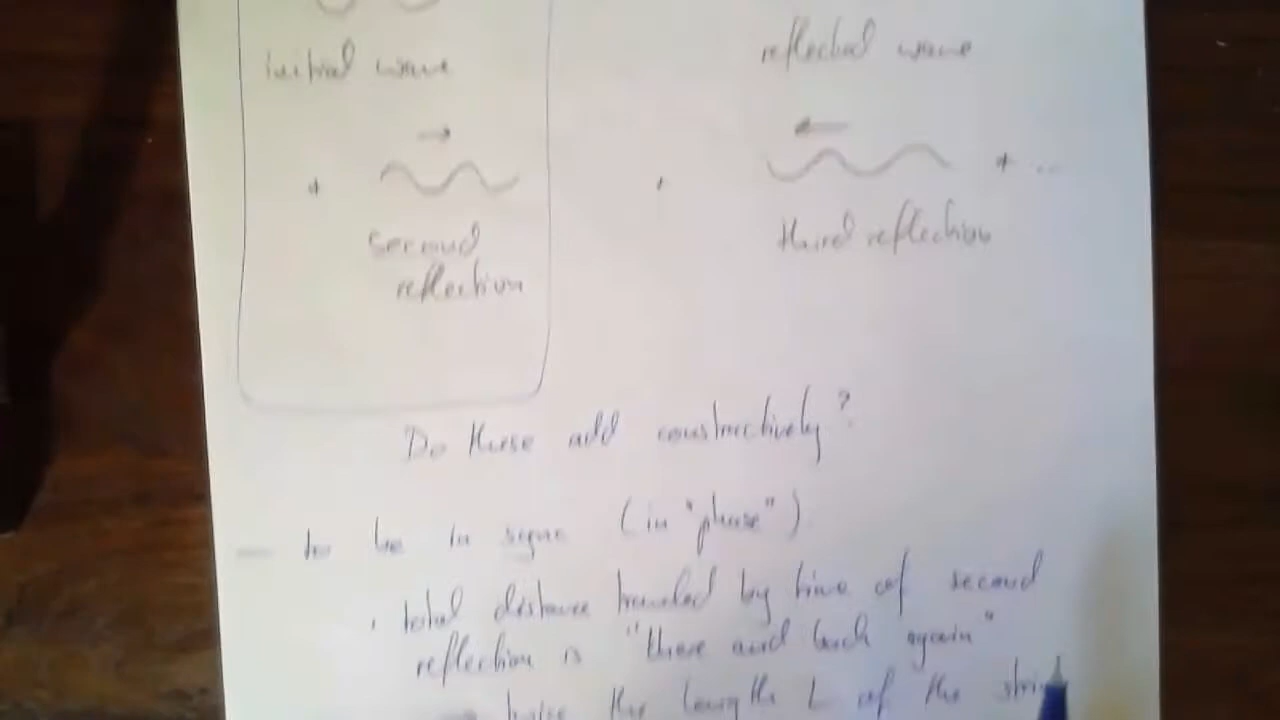 initial wave
reflected wave
→
←
+
+
+ ...
second
reflection
third reflection
Do these add constructively?
— to be in sync (in "phase")
. total distance traveled by time of second
reflection is "there and back again"
twice the length L of the